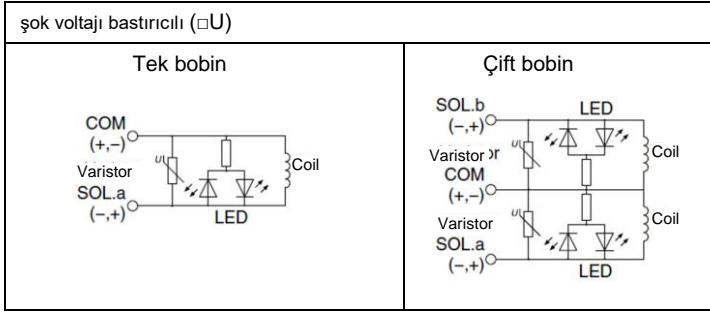 şok voltajı bastırıcılı (□U)
Tek bobin
COM
(+,−)
Varistor
U
SOL.a
(−,+)
LED
Coil
Çift bobin
SOL.b
(−,+)
LED
Varistor
U
Coil
COM
(+,−)
Varistor
U
Coil
SOL.a
(−,+)
LED